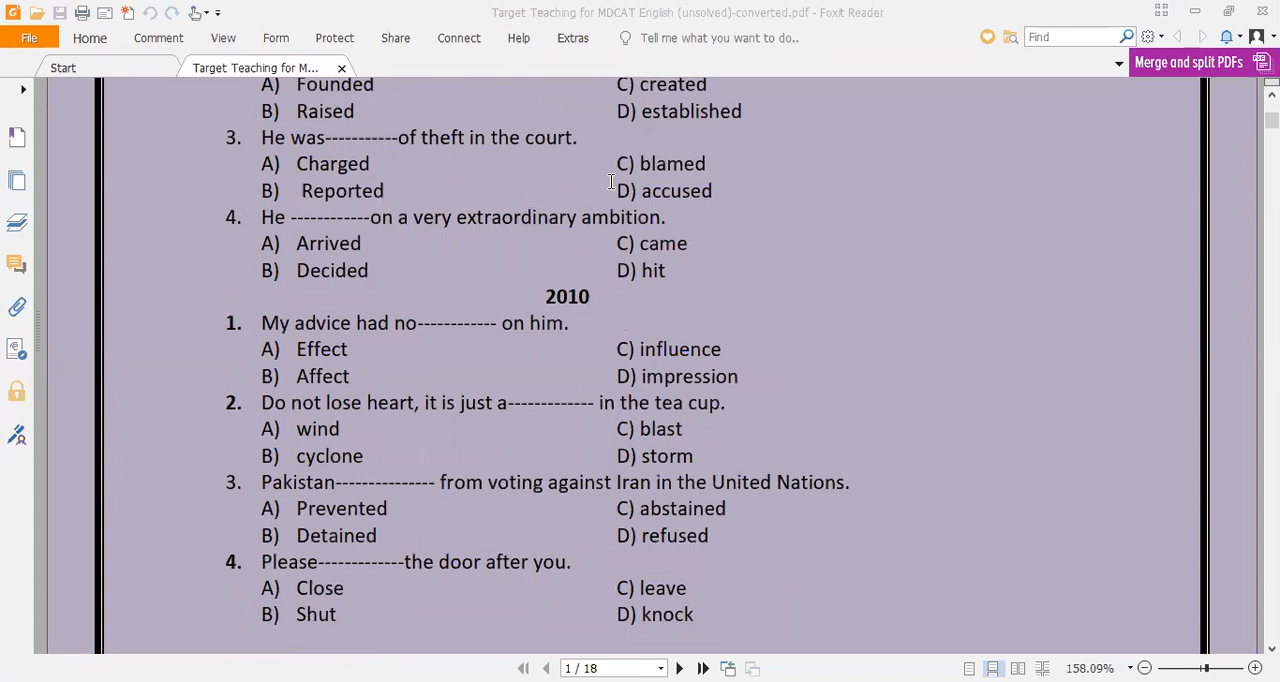 Target Teaching for MDCAT English (unsolved)-converted.pdf - Foxit Reader
File Home Comment View Form Protect Share Connect Help Extras Tell me what you want to do.. Find
Start Target Teaching for M... Merge and split PDFs
A) Founded C) created
B) Raised D) established
3. He was-----------of theft in the court.
A) Charged C) blamed
B) Reported D) accused
4. He ------------on a very extraordinary ambition.
A) Arrived C) came
B) Decided D) hit
2010
1. My advice had no------------ on him.
A) Effect C) influence
B) Affect D) impression
2. Do not lose heart, it is just a------------- in the tea cup.
A) wind C) blast
B) cyclone D) storm
3. Pakistan--------------- from voting against Iran in the United Nations.
A) Prevented C) abstained
B) Detained D) refused
4. Please-------------the door after you.
A) Close C) leave
B) Shut D) knock
1 / 18 158.09%